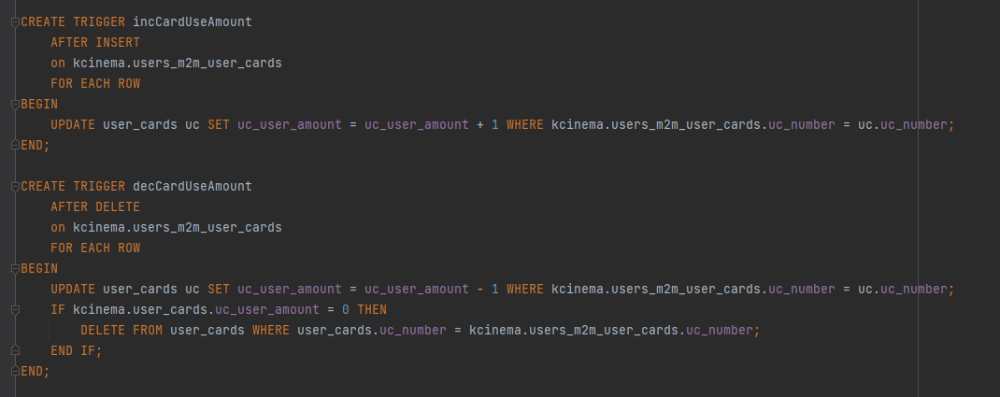 CREATE TRIGGER incCardUseAmount
    AFTER INSERT
    on kcinema.users_m2m_user_cards
    FOR EACH ROW
BEGIN
    UPDATE user_cards uc SET uc_user_amount = uc_user_amount + 1 WHERE kcinema.users_m2m_user_cards.uc_number = uc.uc_number;
END;

CREATE TRIGGER decCardUseAmount
    AFTER DELETE
    on kcinema.users_m2m_user_cards
    FOR EACH ROW
BEGIN
    UPDATE user_cards uc SET uc_user_amount = uc_user_amount - 1 WHERE kcinema.users_m2m_user_cards.uc_number = uc.uc_number;
    IF kcinema.user_cards.uc_user_amount = 0 THEN
        DELETE FROM user_cards WHERE user_cards.uc_number = kcinema.users_m2m_user_cards.uc_number;
    END IF;
END;